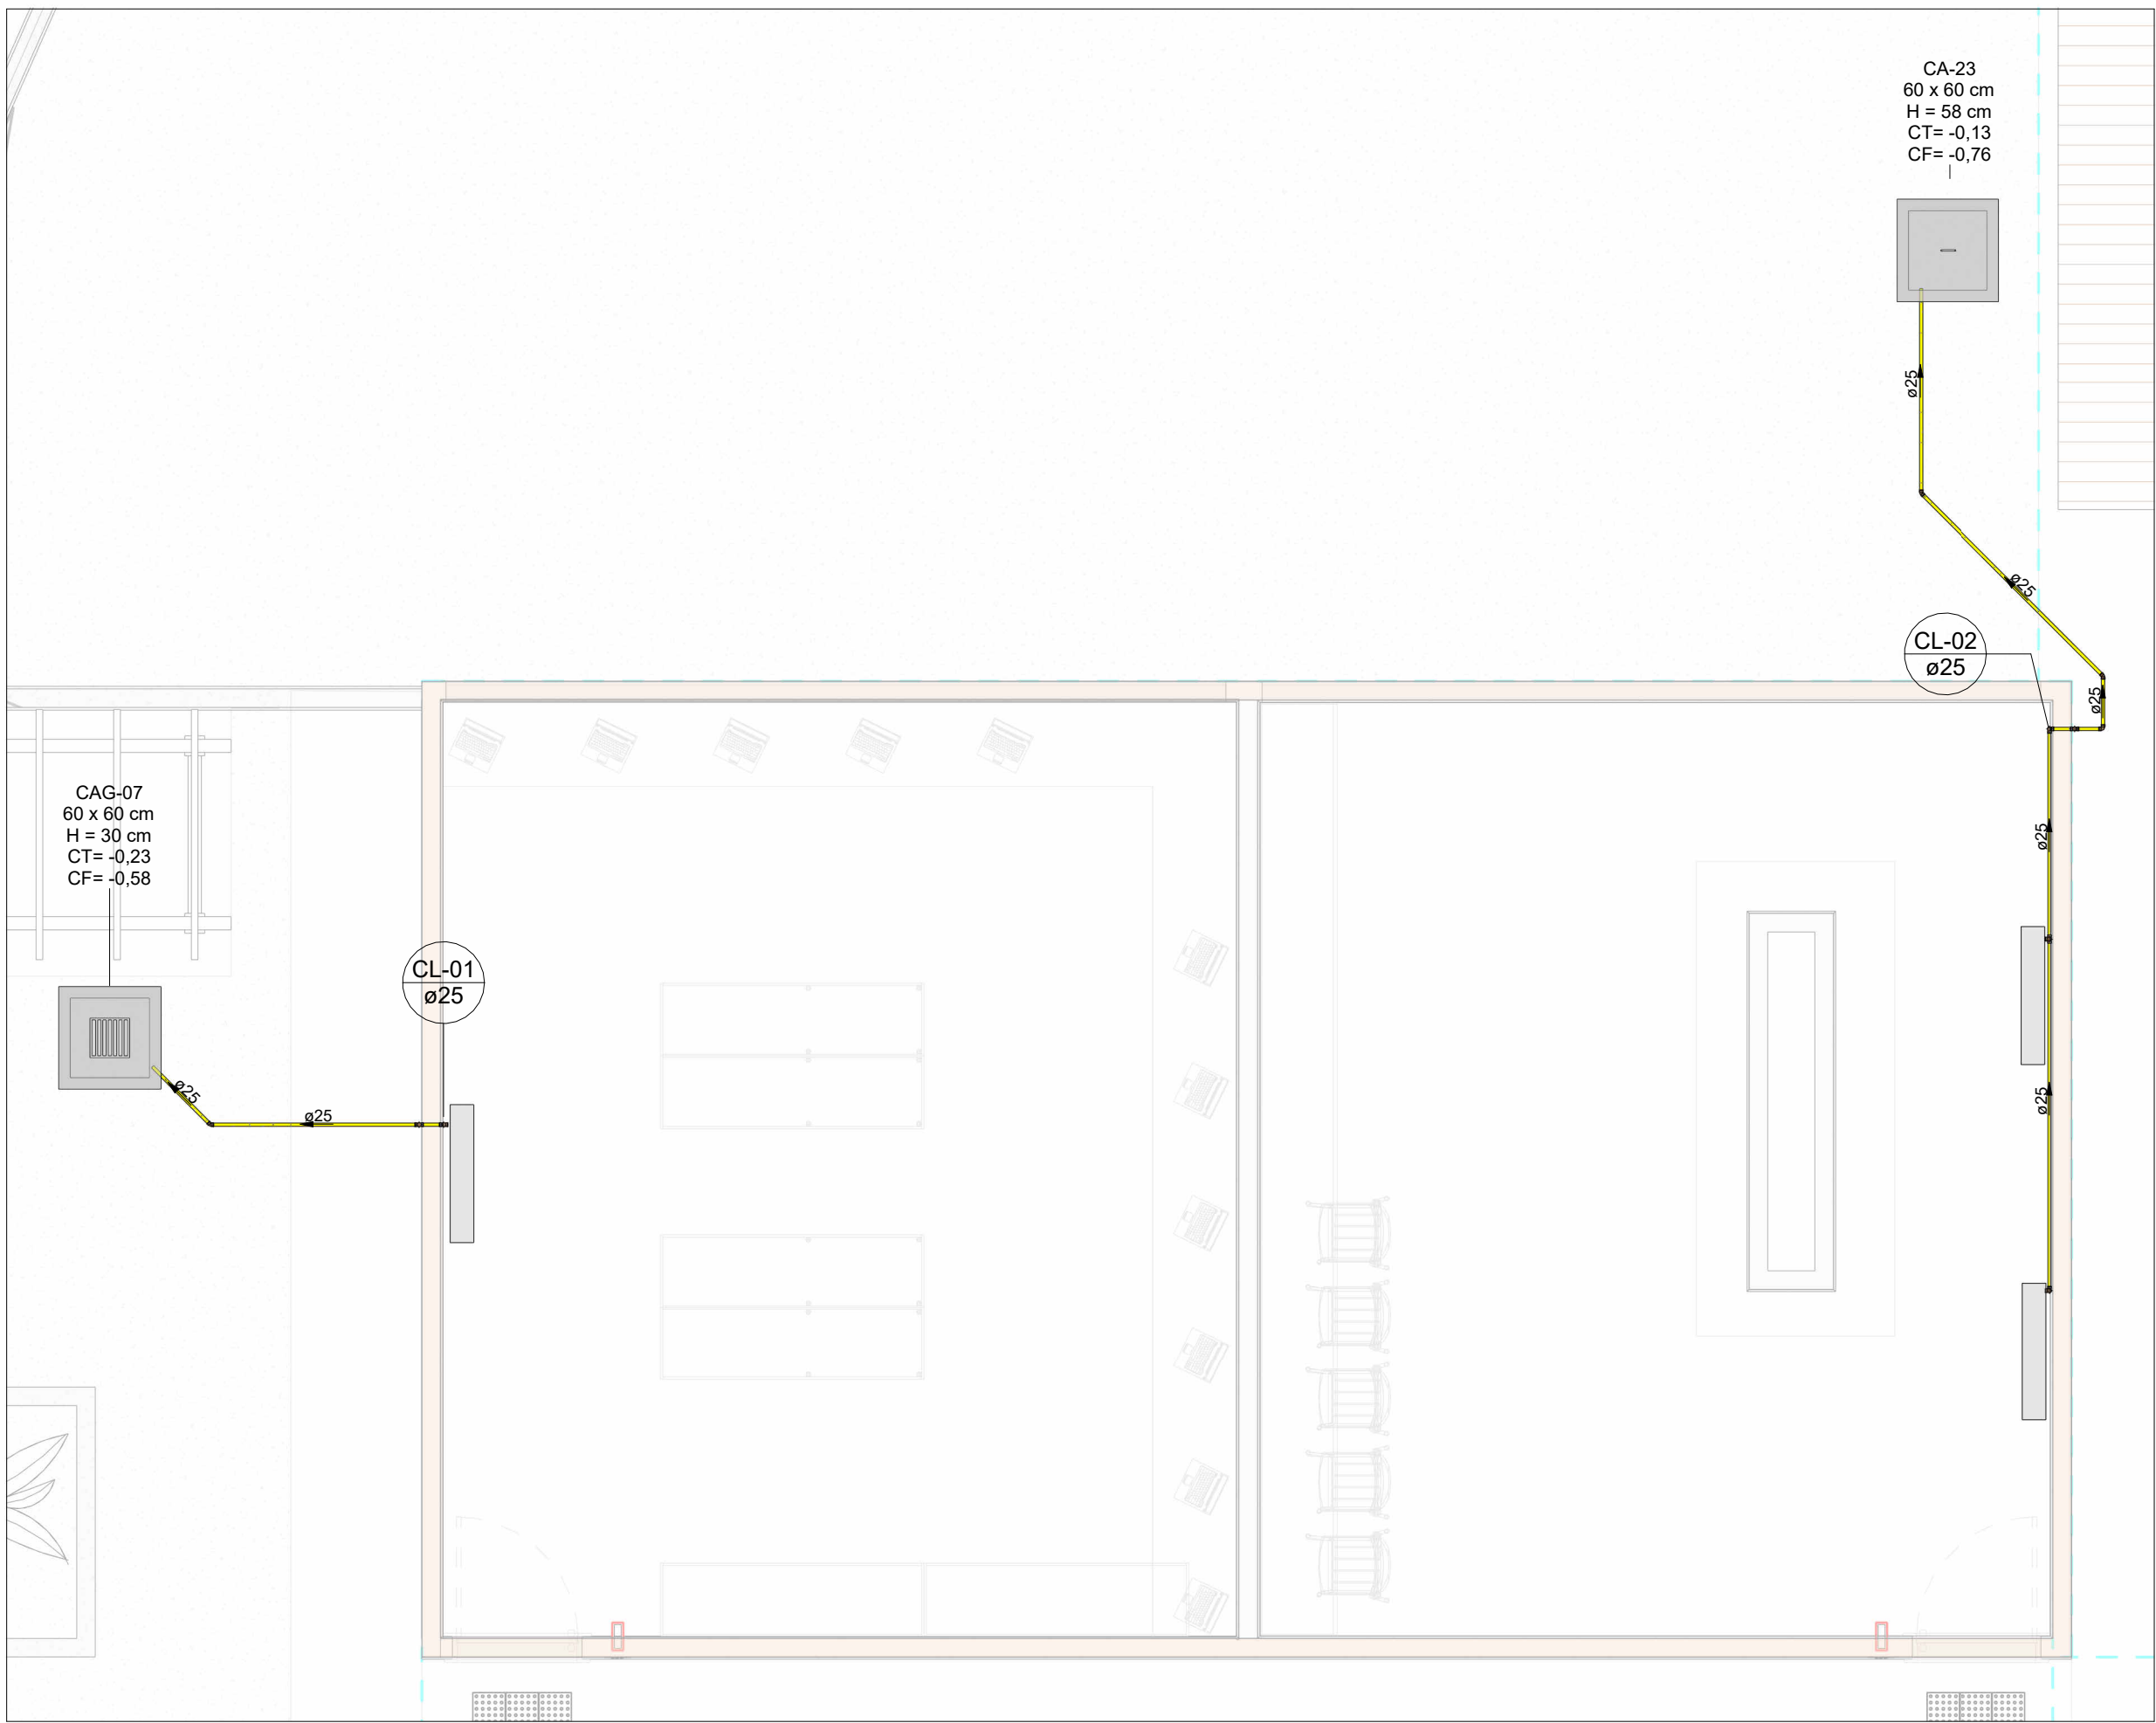 CA-23
60 x 60 cm
H = 58 cm
CT= -0,13
CF= -0,76
ø25
ø25
CL-02
ø25
ø25
CAG-07
60 x 60 cm
H = 30 cm
CT= -0,23
CF= -0,58
ø25
CL-01
ø25
ø25
ø25
ø25